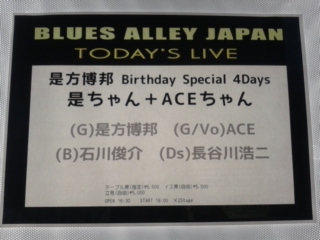 BLUES ALLEY JAPAN
TODAY'S LIVE
是方博邦 Birthday Special 4Days
是ちゃん+ACEちゃん
(G)是方博邦 (G/Vo)ACE
(B)石川俊介 (Ds)長谷川浩二